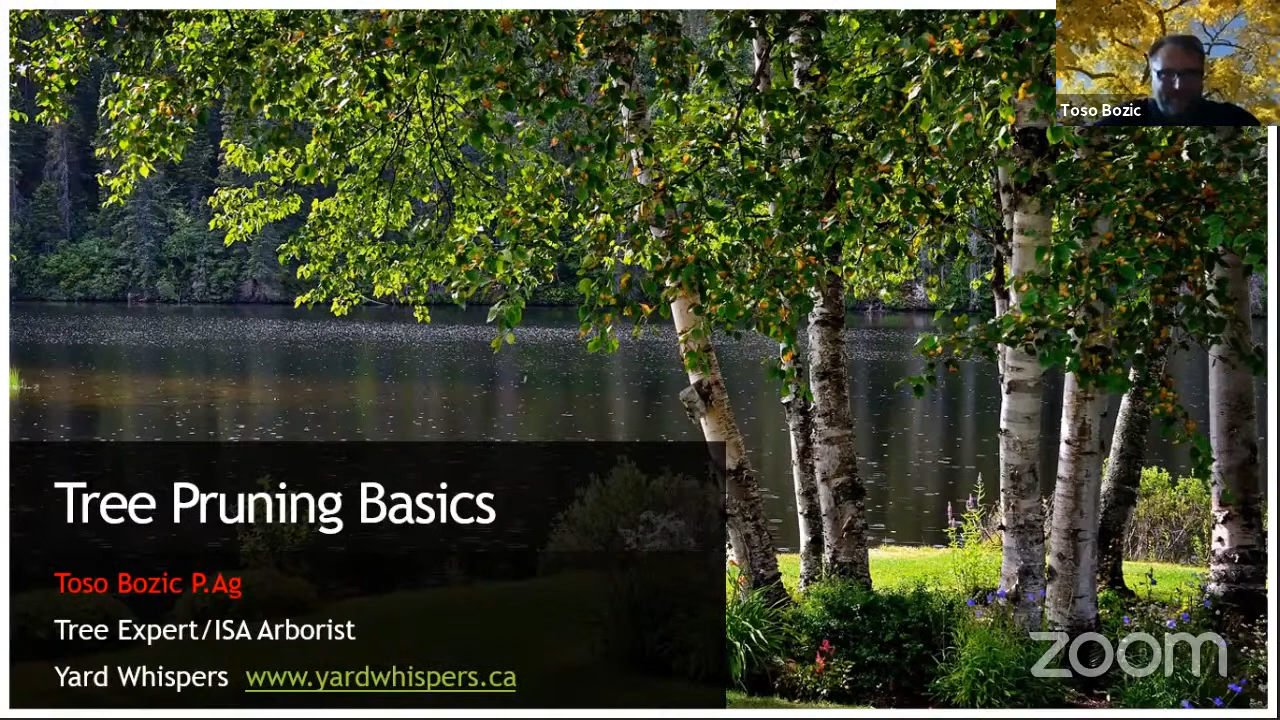 Toso Bozic
Tree Pruning Basics
Toso Bozic P.Ag
Tree Expert/ISA Arborist
Yard Whispers www.yardwhispers.ca
zoom